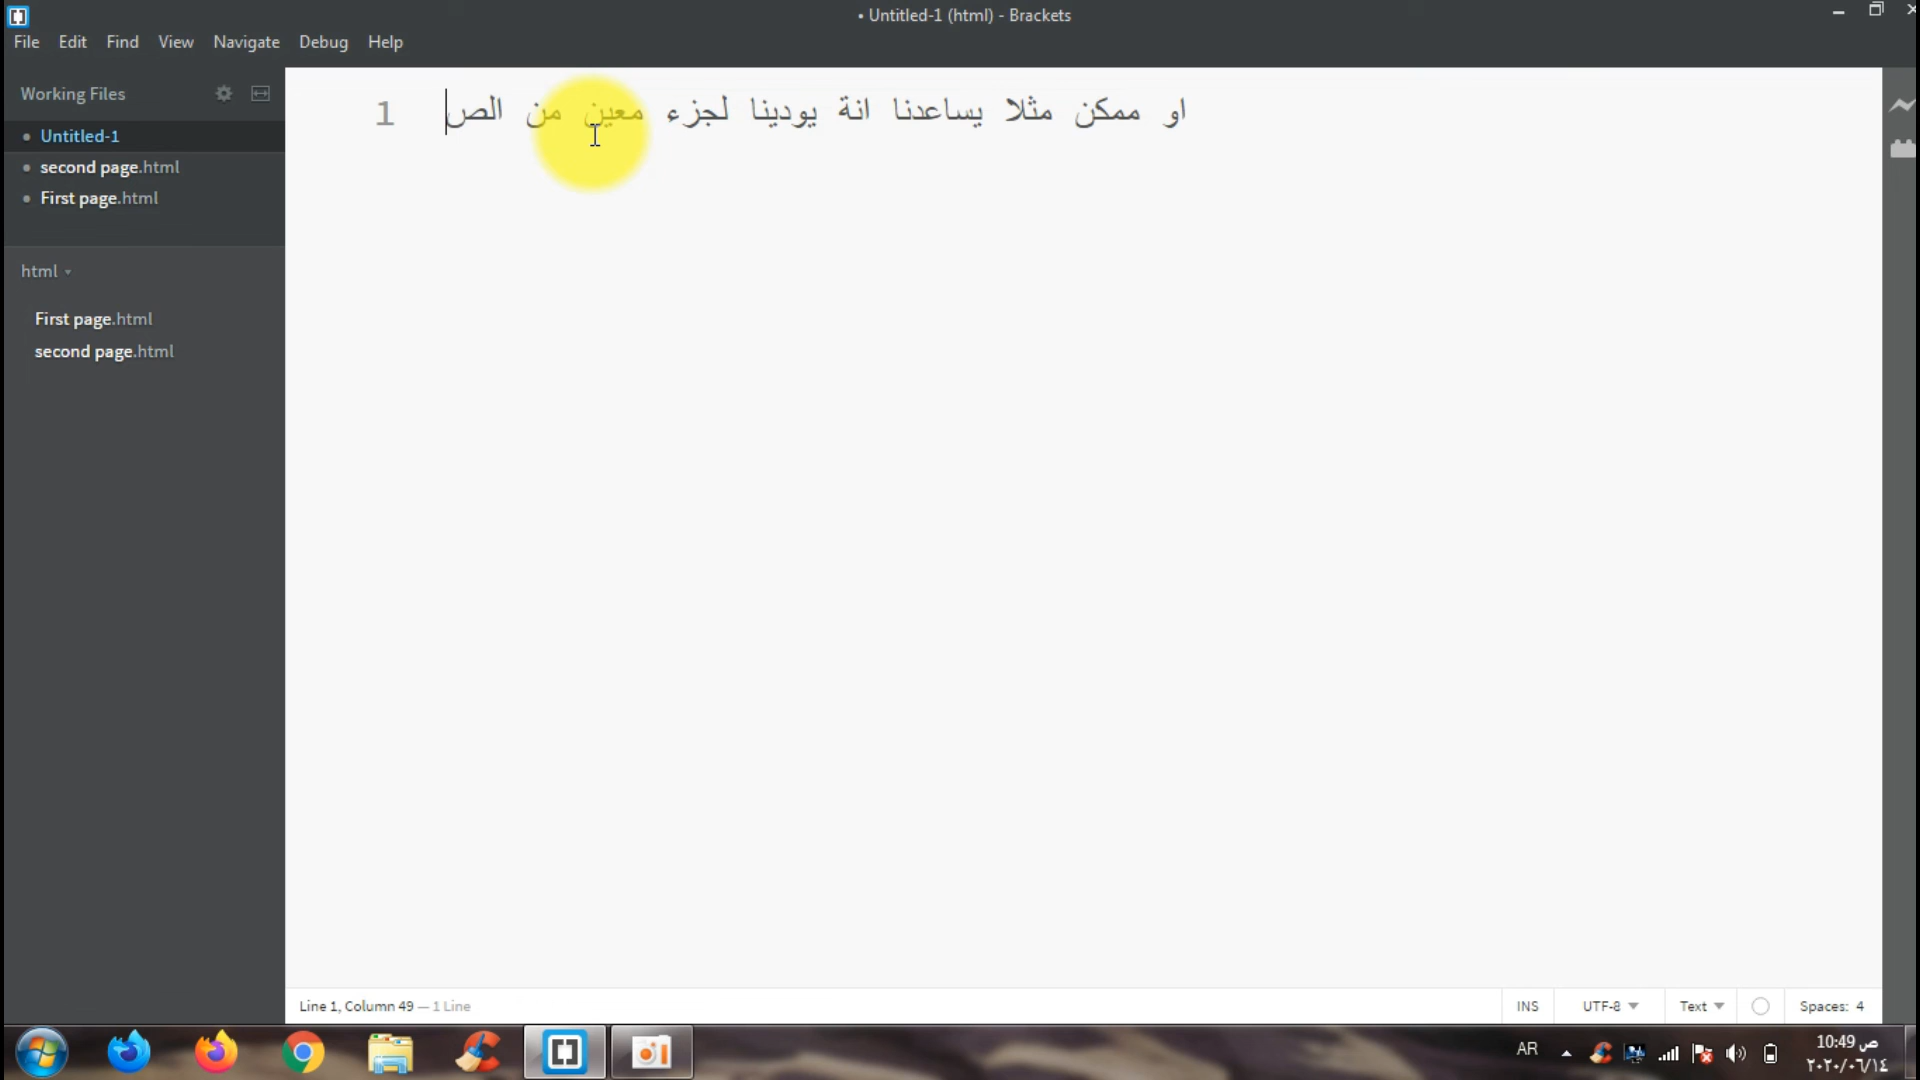 • Untitled-1 (html) - Brackets
File Edit Find View Navigate Debug Help
Working Files
Untitled-1
second page.html
First page.html
html
First page.html
second page.html
1
او ممكن مثلا يساعدنا انة يودينا لجزء معين من الص
Line 1, Column 49 — 1 Line
INS UTF-8 Text Spaces: 4
AR
10:49 ص
٢٠٢٠/٠٦/١٤